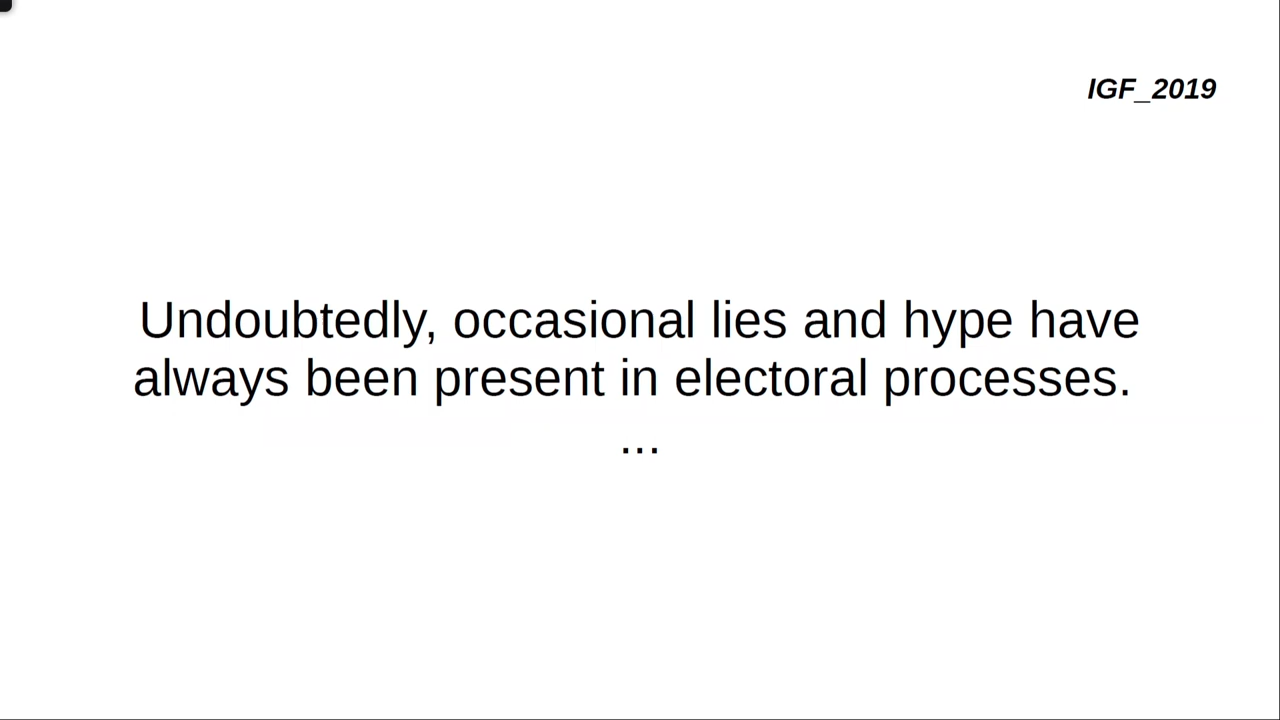 IGF_2019
Undoubtedly, occasional lies and hype have
always been present in electoral processes.
...